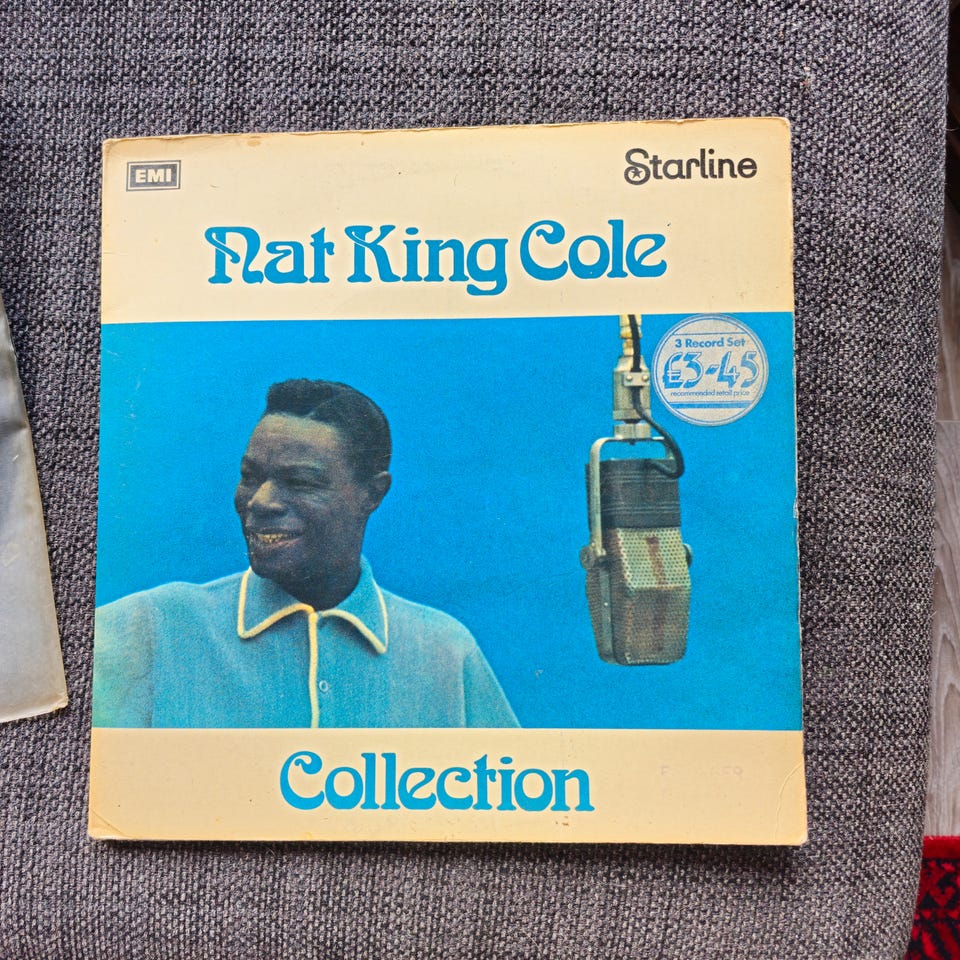 EMI
Starline
Nat King Cole
3 Record Set
£3-45
recommended retail price
Collection